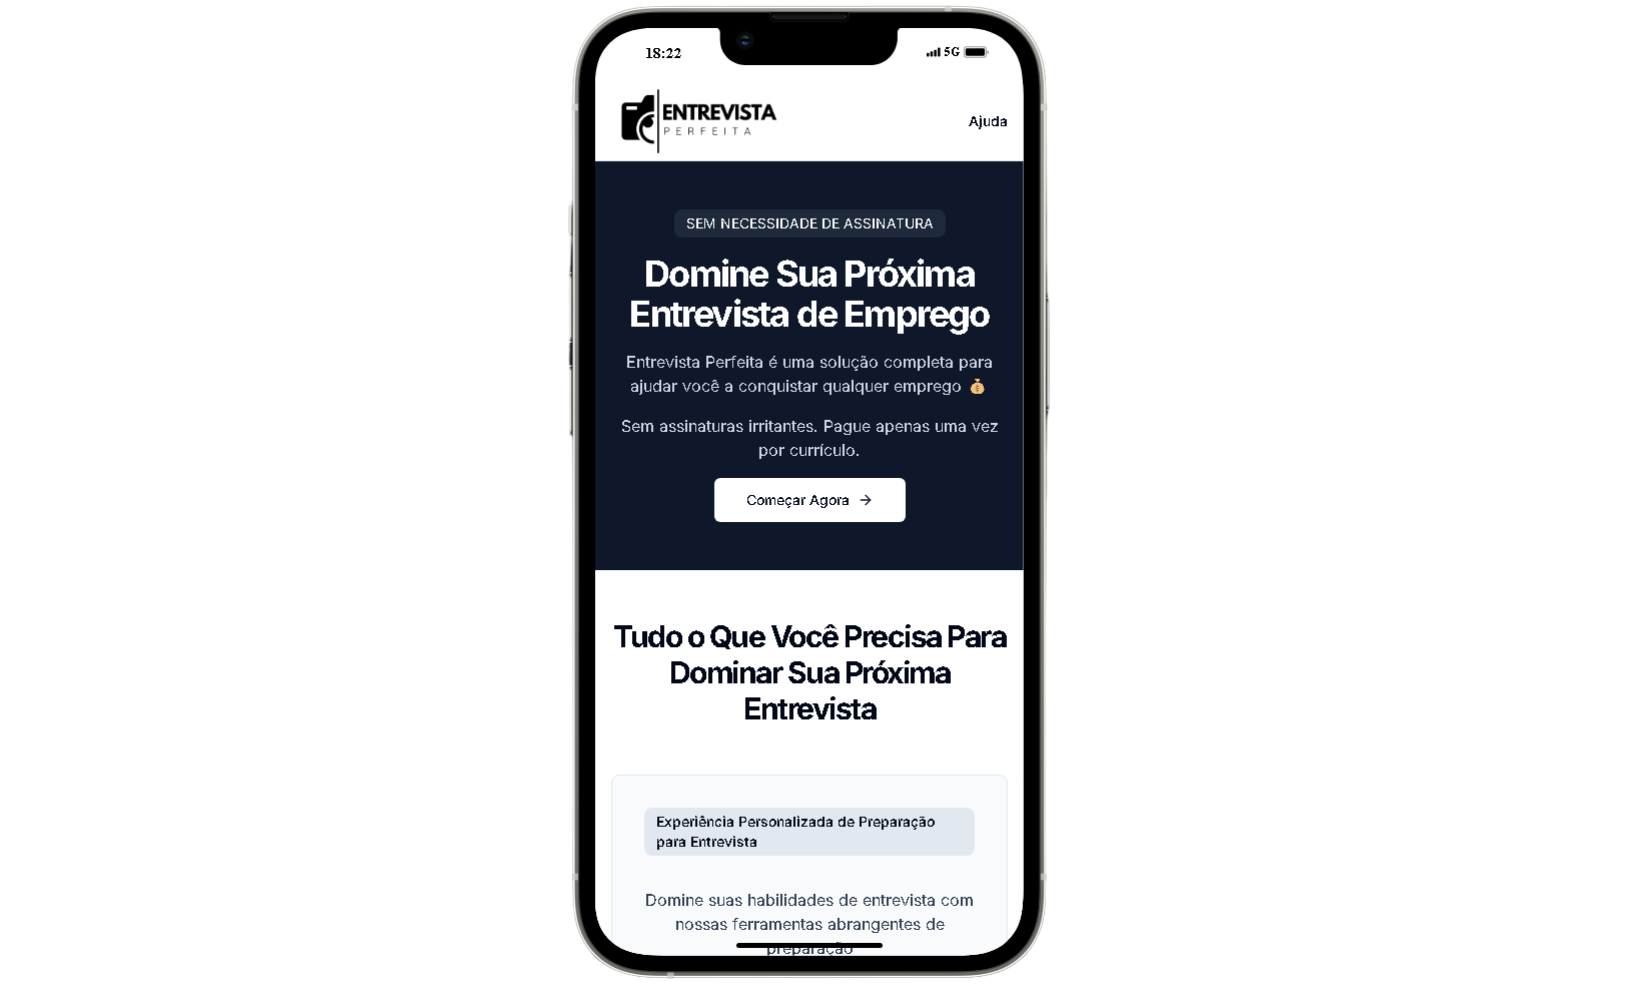 18:22
5G
ENTREVISTA
PERFEITA
Ajuda
SEM NECESSIDADE DE ASSINATURA
Domine Sua Próxima
Entrevista de Emprego
Entrevista Perfeita é uma solução completa para
ajudar você a conquistar qualquer emprego 💰
Sem assinaturas irritantes. Pague apenas uma vez
por currículo.
Começar Agora →
Tudo o Que Você Precisa Para
Dominar Sua Próxima
Entrevista
Experiência Personalizada de Preparação
para Entrevista
Domine suas habilidades de entrevista com
nossas ferramentas abrangentes de
preparação